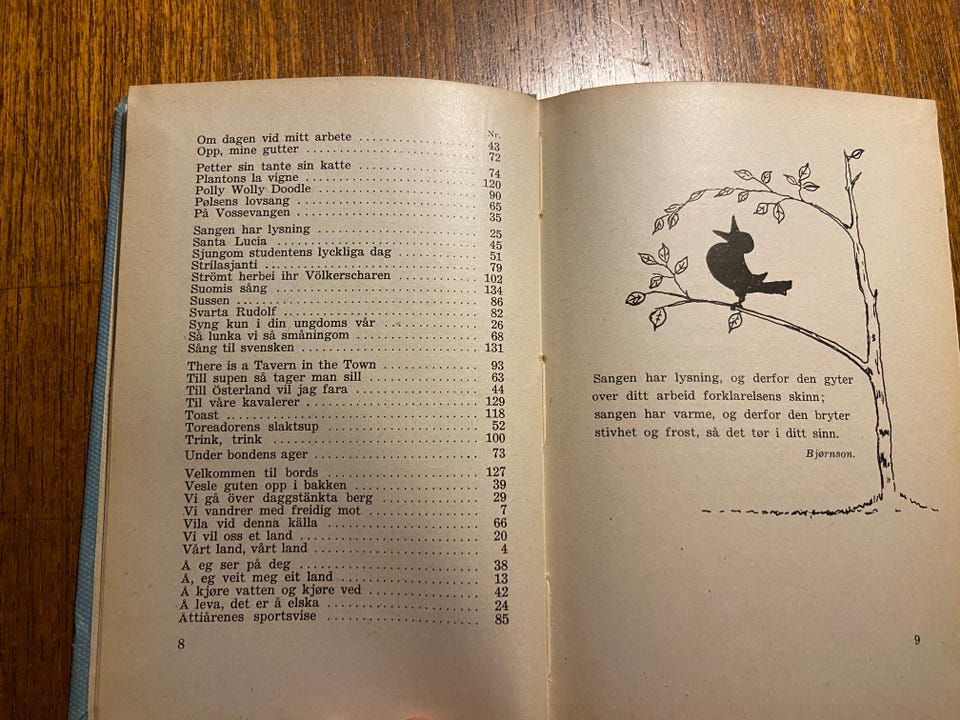 Nr.
Om dagen vid mitt arbete 43
Opp, mine gutter 72
Petter sin tante sin katte 74
Plantons la vigne 120
Polly Wolly Doodle 90
Pølsens lovsang 65
På Vossevangen 35
Sangen har lysning 25
Santa Lucia 45
Sjungom studentens lyckliga dag 51
Strilasjanti 79
Strömt herbei ihr Völkerscharen 102
Suomis sång 134
Sussen 86
Svarta Rudolf 82
Syng kun i din ungdoms vår 26
Så lunka vi så småningom 68
Sång til svensken 131
There is a Tavern in the Town 93
Till supen så tager man sill 63
Till Österland vil jag fara 44
Til våre kavalerer 129
Toast 118
Toreadorens slaktsup 52
Trink, trink 100
Under bondens ager 73
Velkommen til bords 127
Vesle guten opp i bakken 39
Vi gå över daggstänkta berg 29
Vi vandrer med freidig mot 7
Vila vid denna källa 66
Vi vil oss et land 20
Vårt land, vårt land 4
Å eg ser på deg 38
Å, eg veit meg eit land 13
Å kjøre vatten og kjøre ved 42
Å leva, det er å elska 24
Åttiårenes sportsvise 85
8
Sangen har lysning, og derfor den gyter
over ditt arbeid forklarelsens skinn;
sangen har varme, og derfor den bryter
stivhet og frost, så det tør i ditt sinn.
Bjørnson.
9